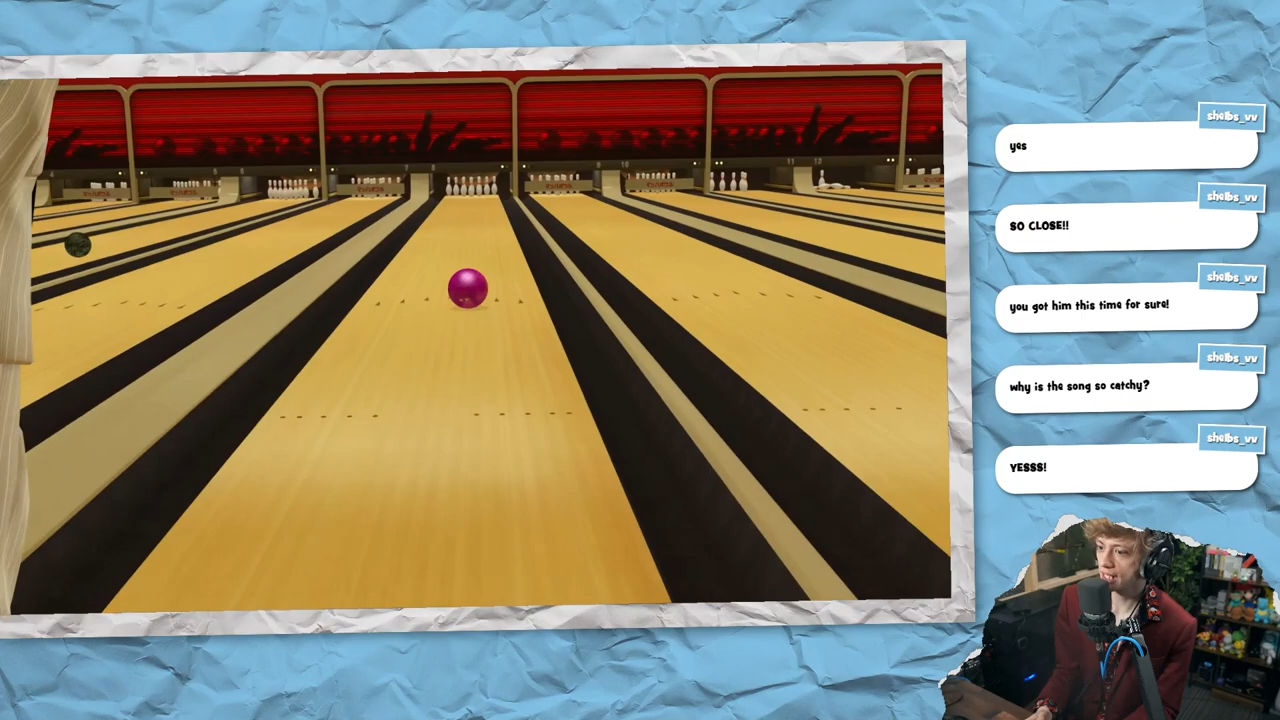 shelbs_vv
yes
shelbs_vv
SO CLOSE!!
shelbs_vv
you got him this time for sure!
shelbs_vv
why is the song so catchy?
shelbs_vv
YESSS!